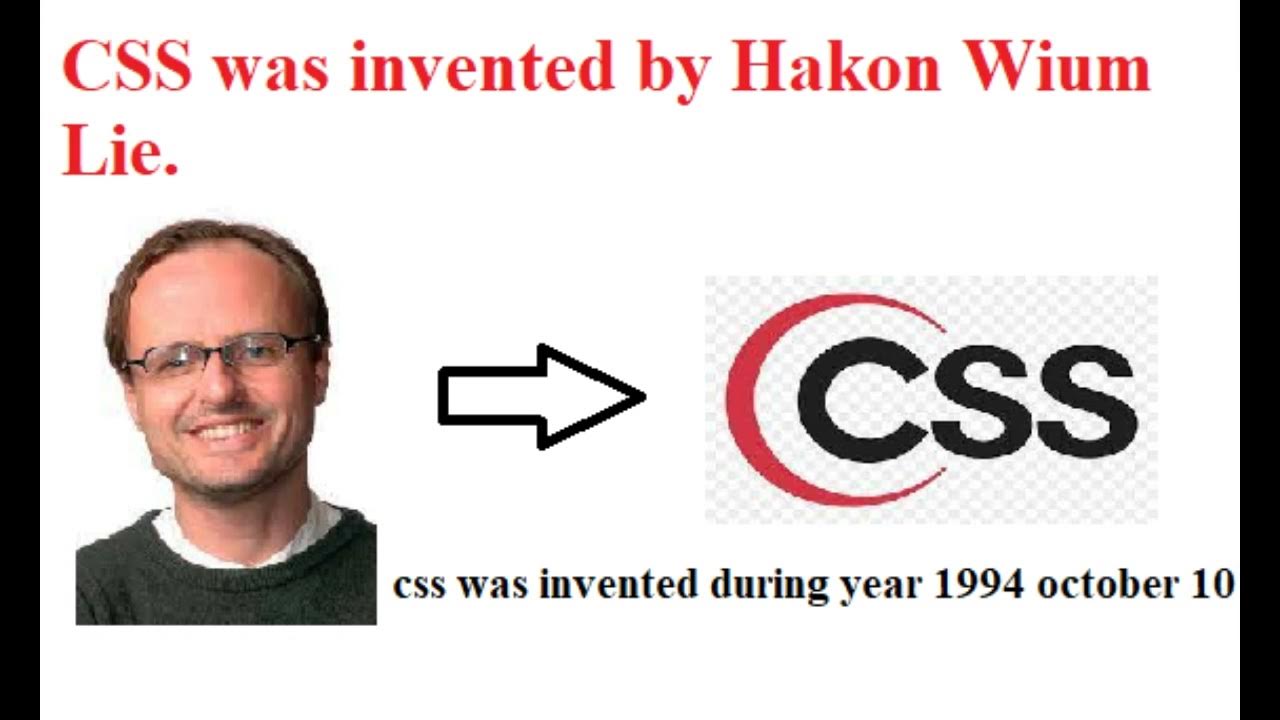 CSS was invented by Hakon Wium
Lie.
CSS
css was invented during year 1994 october 10